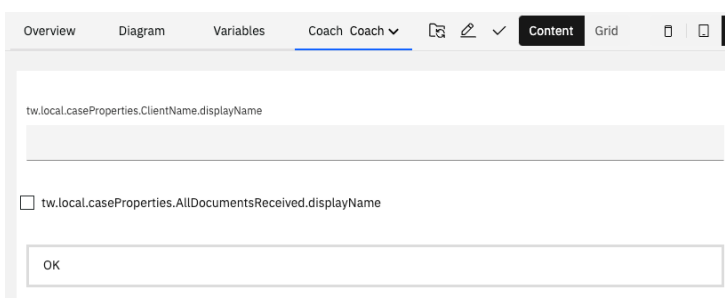 Overview Diagram Variables Coach Coach Content Grid
tw.local.caseProperties.ClientName.displayName
tw.local.caseProperties.AllDocumentsReceived.displayName
OK